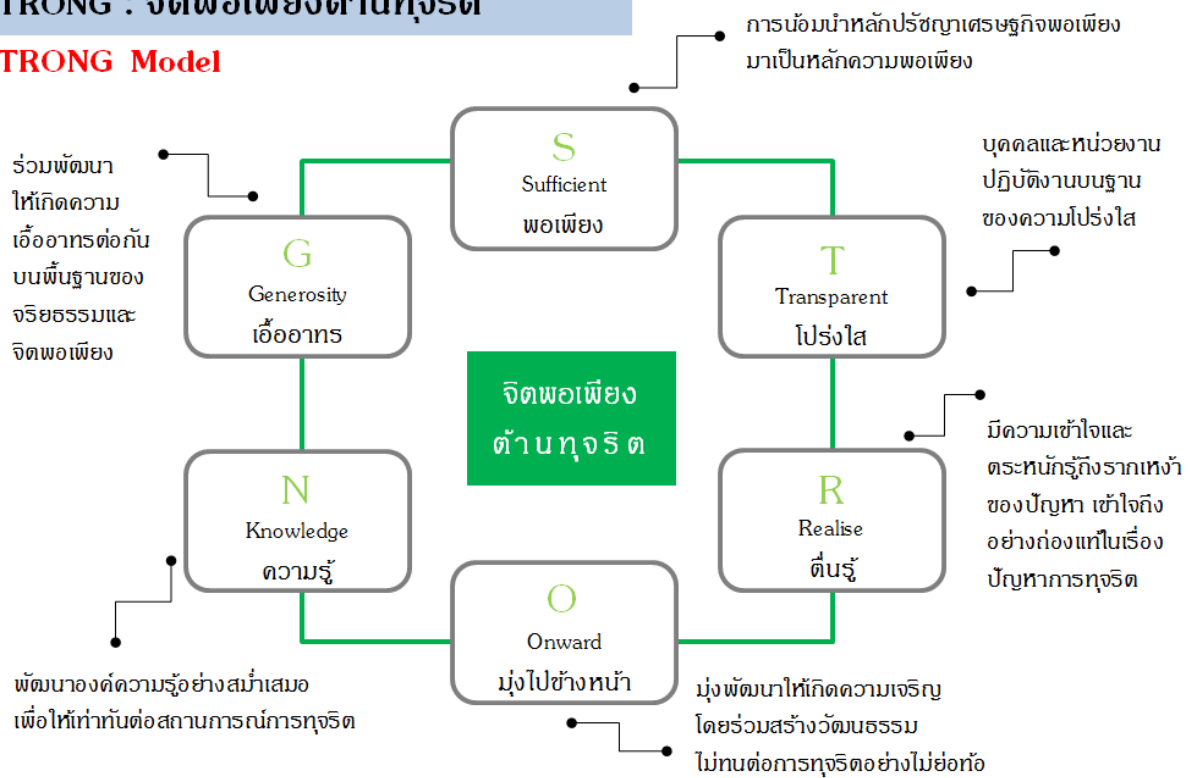 TRONG : จิตพอเพียงต้านทุจริต
TRONG Model
การน้อมนำหลักปรัชญาเศรษฐกิจพอเพียง
มาเป็นหลักความพอเพียง
S
Sufficient
พอเพียง
บุคคลและหน่วยงาน
ปฏิบัติงานบนฐาน
ของความโปร่งใส
T
Transparent
โปร่งใส
มีความเข้าใจและ
ตระหนักรู้ถึงรากเหง้า
ของปัญหา เข้าใจถึง
อย่างถ่องแท้ในเรื่อง
ปัญหาการทุจริต
R
Realise
ตื่นรู้
O
Onward
มุ่งไปข้างหน้า
มุ่งพัฒนาให้เกิดความเจริญ
โดยร่วมสร้างวัฒนธรรม
ไม่ทนต่อการทุจริตอย่างไม่ย่อท้อ
N
Knowledge
ความรู้
พัฒนาองค์ความรู้อย่างสม่ำเสมอ
เพื่อให้เท่าทันต่อสถานการณ์การทุจริต
G
Generosity
เอื้ออาทร
ร่วมพัฒนา
ให้เกิดความ
เอื้ออาทรต่อกัน
บนพื้นฐานของ
จริยธรรมและ
จิตพอเพียง
จิตพอเพียง
ต้านทุจริต